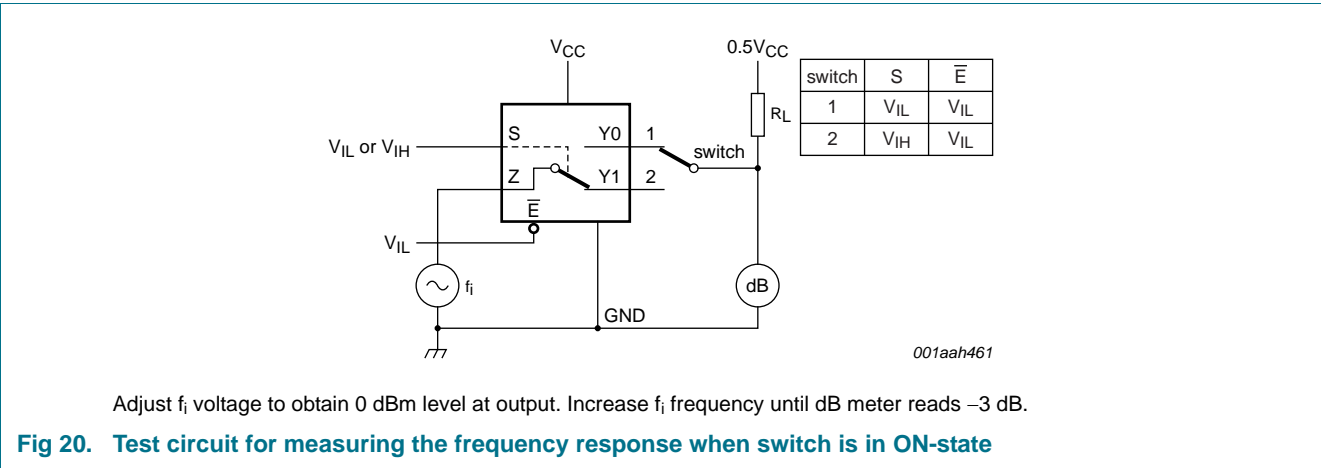 VCC
0.5VCC
switch S E̅
1 VIL VIL
2 VIH VIL
RL
VIL or VIH
S Y0 1
switch
Z Y1 2
E̅
VIL
fi
dB
GND
001aah461
Adjust fi voltage to obtain 0 dBm level at output. Increase fi frequency until dB meter reads −3 dB.
Fig 20. Test circuit for measuring the frequency response when switch is in ON-state